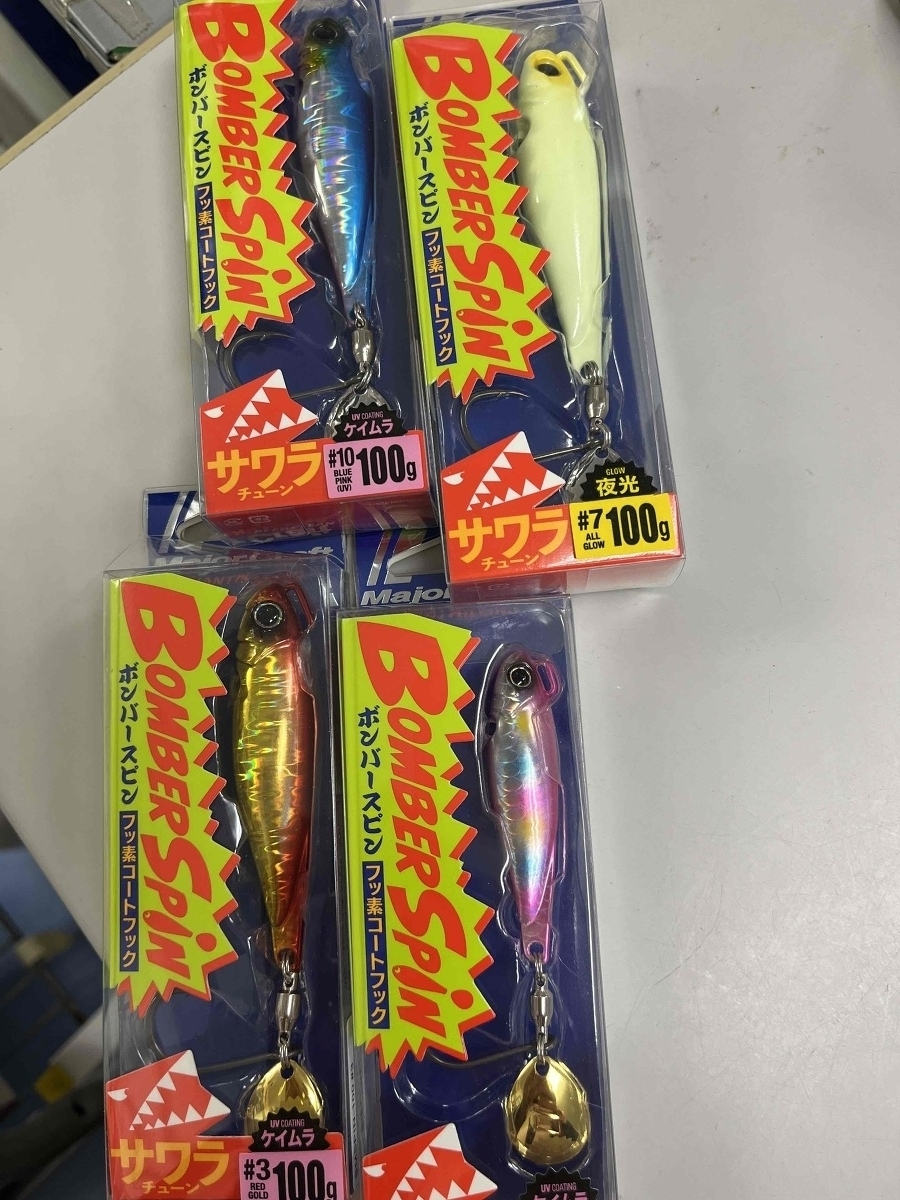 BOMBER SPIN
ボンバースピン
フッ素コートフック
サワラ
チューン
UV COATING
ケイムラ
#10
BLUE
PINK
(UV)
100g
BOMBER SPIN
ボンバースピン
フッ素コートフック
サワラ
チューン
GLOW
夜光
#7
ALL
GLOW
100g
MajorCraft
BOMBER SPIN
ボンバースピン
フッ素コートフック
サワラ
チューン
UV COATING
ケイムラ
#3
RED
GOLD
100g
Major
BOMBER SPIN
ボンバースピン
フッ素コートフック
UV COATING
ケイムラ